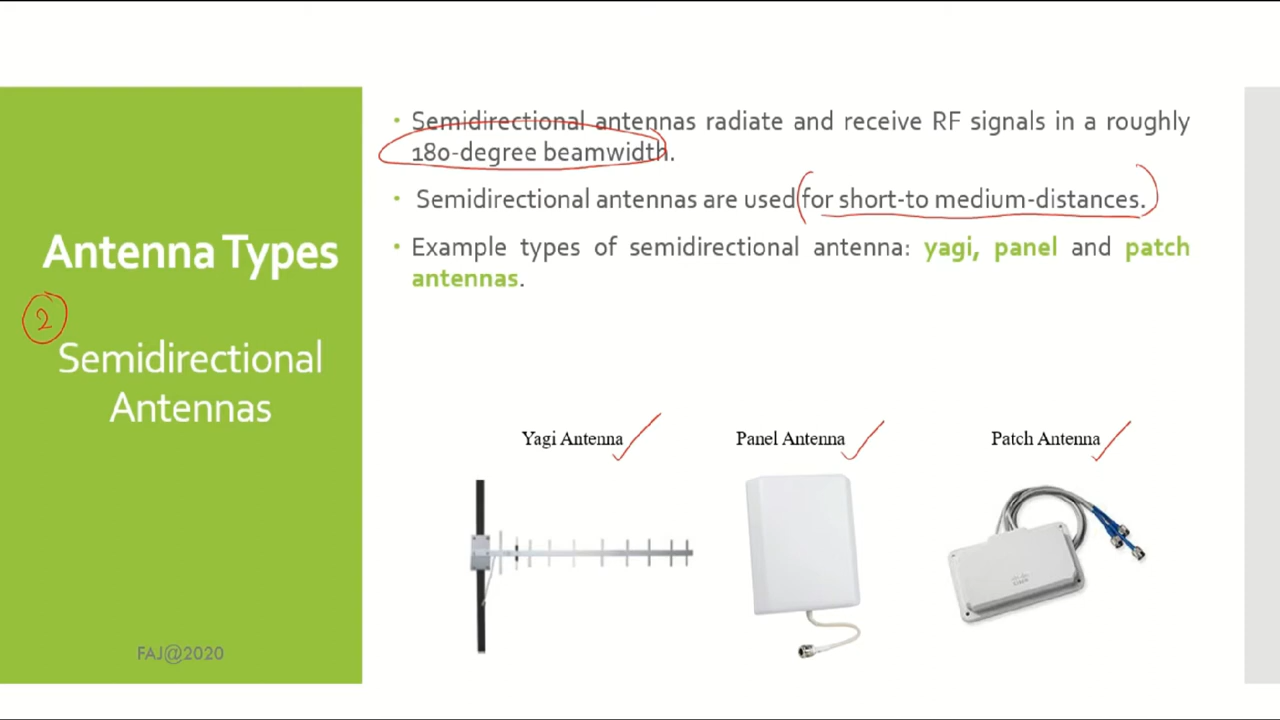 • Semidirectional antennas radiate and receive RF signals in a roughly
180-degree beamwidth.
• Semidirectional antennas are used for short-to medium-distances.
• Example types of semidirectional antenna: yagi, panel and patch
antennas.
Antenna Types
2
Semidirectional
Antennas
Yagi Antenna
Panel Antenna
Patch Antenna
CISCO
FAJ@2020